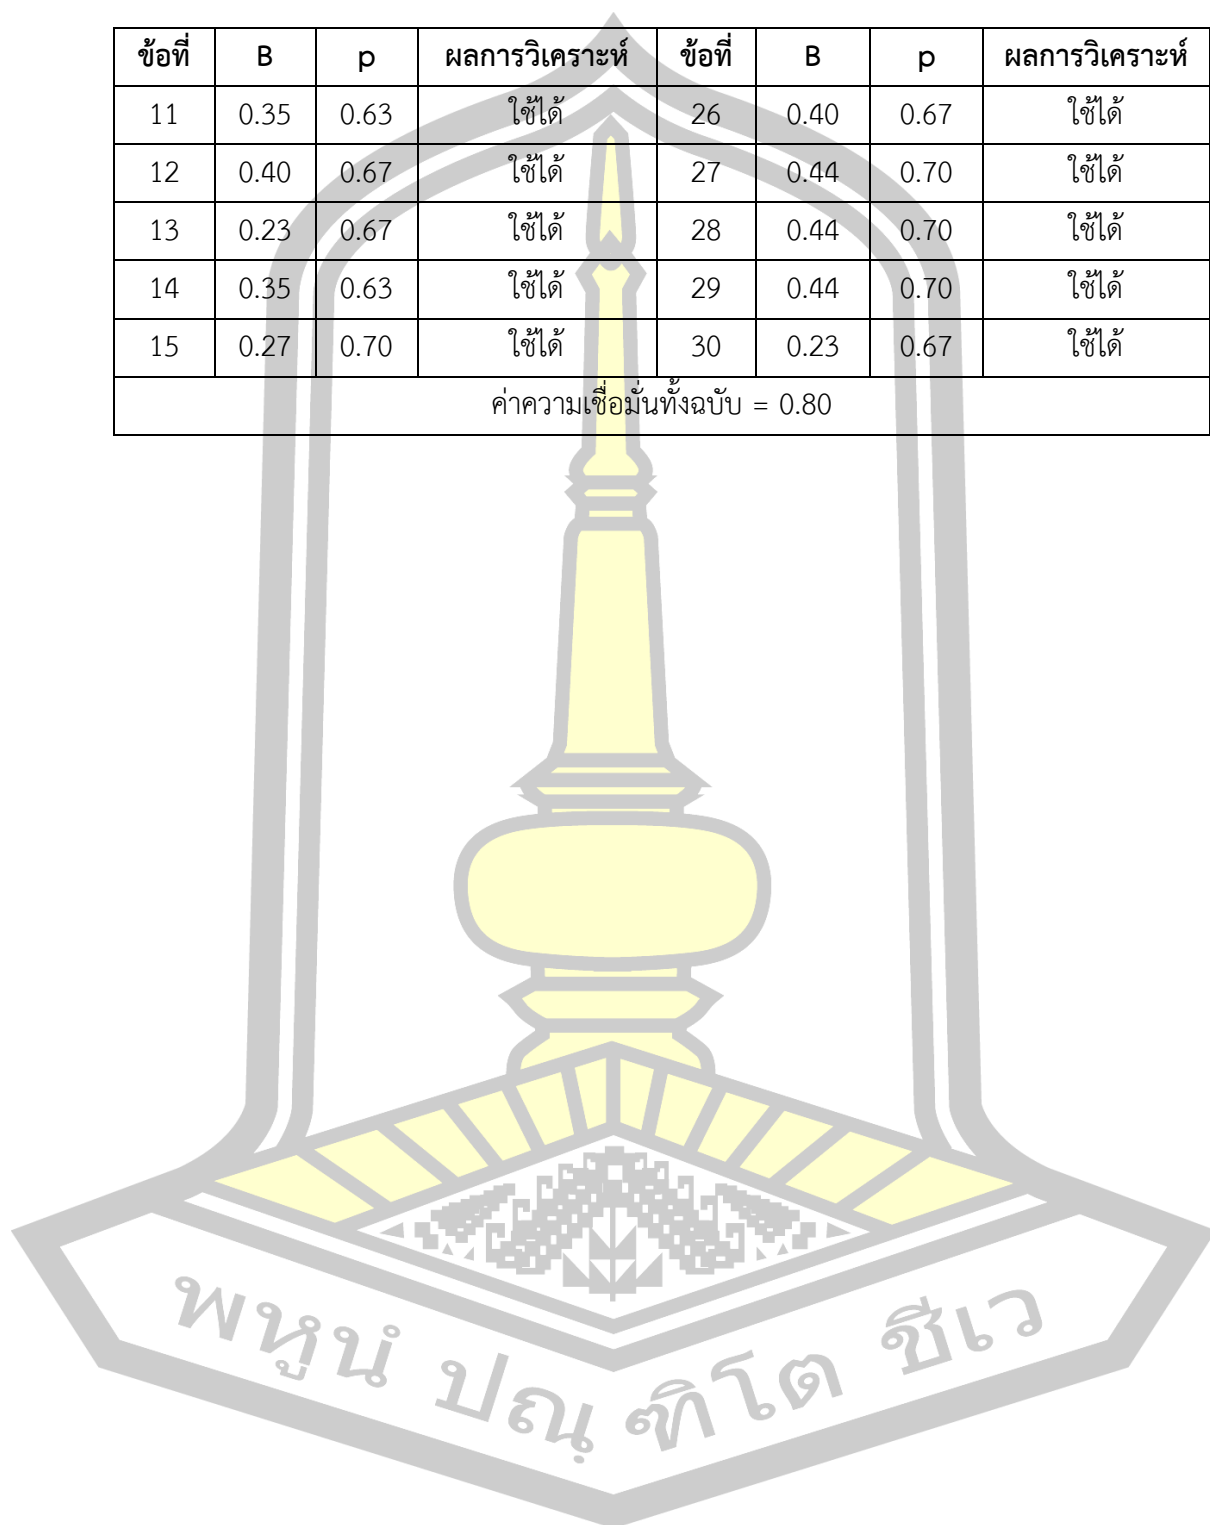 ข้อที่ B p ผลการวิเคราะห์ ข้อที่ B p ผลการวิเคราะห์
11 0.35 0.63 ใช้ได้ 26 0.40 0.67 ใช้ได้
12 0.40 0.67 ใช้ได้ 27 0.44 0.70 ใช้ได้
13 0.23 0.67 ใช้ได้ 28 0.44 0.70 ใช้ได้
14 0.35 0.63 ใช้ได้ 29 0.44 0.70 ใช้ได้
15 0.27 0.70 ใช้ได้ 30 0.23 0.67 ใช้ได้
ค่าความเชื่อมั่นทั้งฉบับ = 0.80
พหูนํ ปณฺฑิโต ชีเว